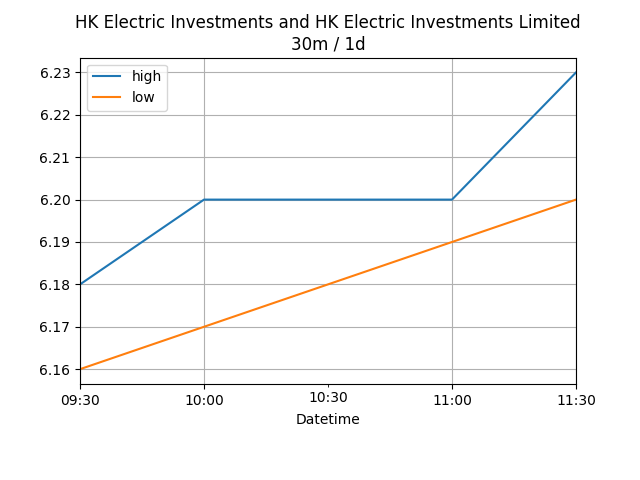 HK Electric Investments and HK Electric Investments Limited
30m / 1d
high
low
6.23
6.22
6.21
6.20
6.19
6.18
6.17
6.16
09:30
10:00
10:30
11:00
11:30
Datetime